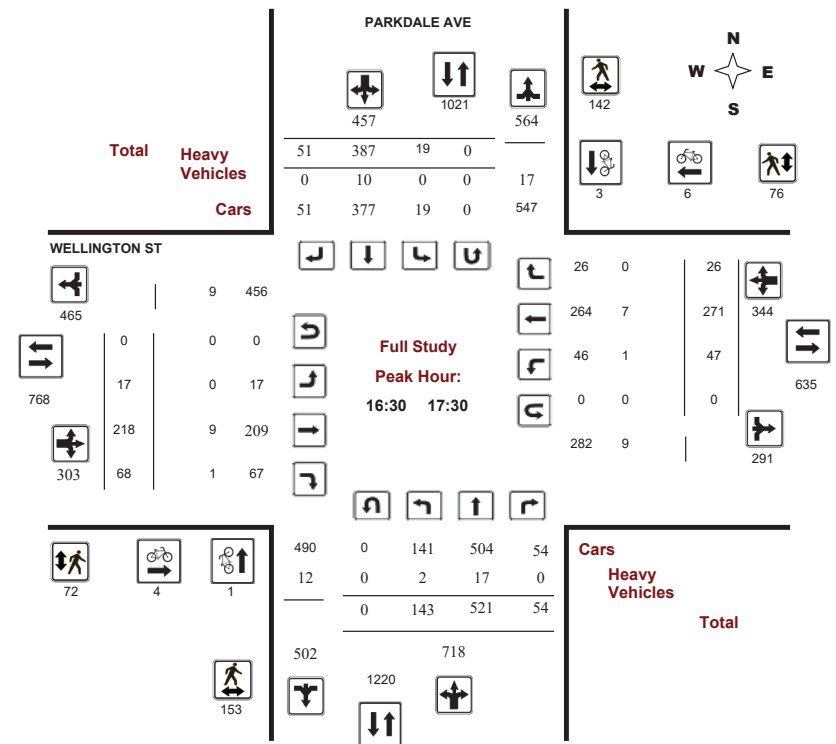 PARKDALE AVE
N
W E
S
1021
142
457 564
Total Heavy Vehicles
51 387 19 0
0 10 0 0 17
Cars 51 377 19 0 547
3 6 76
WELLINGTON ST
465
9 456
26 0 26
264 7 271 344
0 0 0
768
Full Study
Peak Hour:
16:30 17:30
46 1 47
635
17 0 17
0 0 0
218 9 209
282 9
291
303 68 1 67
490 0 141 504 54
12 0 2 17 0
0 143 521 54
Cars
Heavy
Vehicles
Total
72 4 1
502 718
1220
153